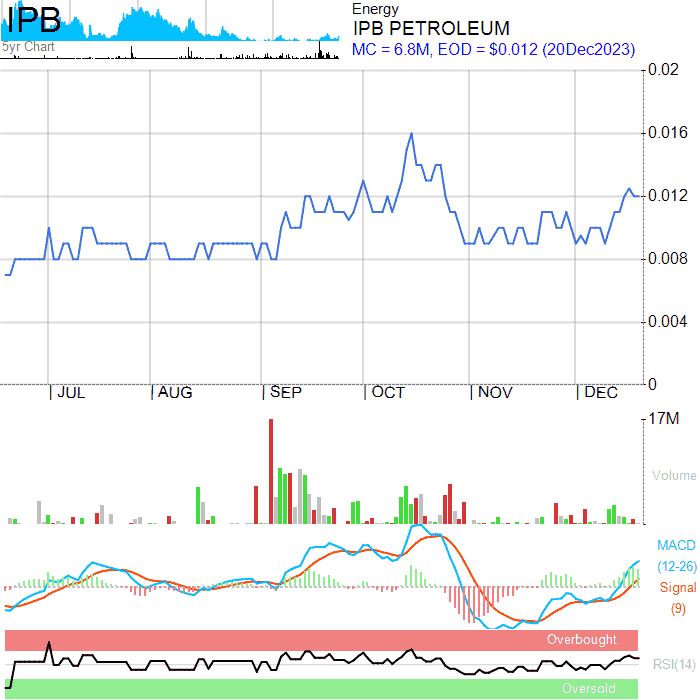 IPB
5yr Chart
Energy
IPB PETROLEUM
MC = 6.8M, EOD = $0.012 (20Dec2023)
0.02
0.016
0.012
0.008
0.004
0
JUL AUG SEP OCT NOV DEC
17M
Volume
MACD
(12-26)
Signal
(9)
Overbought
RSI(14)
Oversold